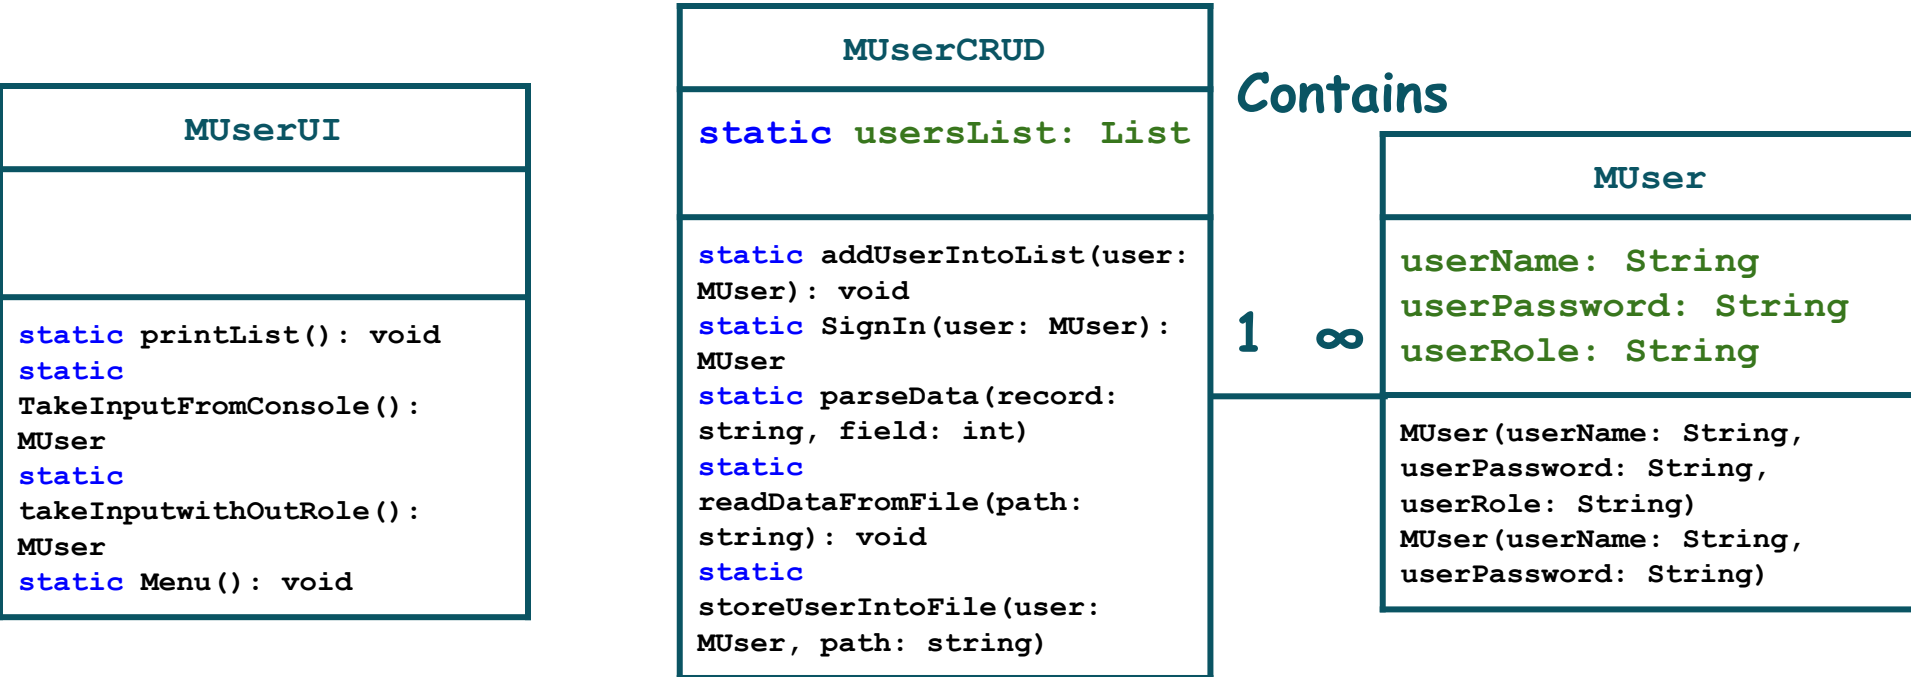 MUserUI
static printList(): void
static
TakeInputFromConsole():
MUser
static
takeInputwithOutRole():
MUser
static Menu(): void
MUserCRUD
static usersList: List
static addUserIntoList(user:
MUser): void
static SignIn(user: MUser):
MUser
static parseData(record:
string, field: int)
static
readDataFromFile(path:
string): void
static
storeUserIntoFile(user:
MUser, path: string)
Contains
1 ∞
MUser
userName: String
userPassword: String
userRole: String
MUser(userName: String,
userPassword: String,
userRole: String)
MUser(userName: String,
userPassword: String)